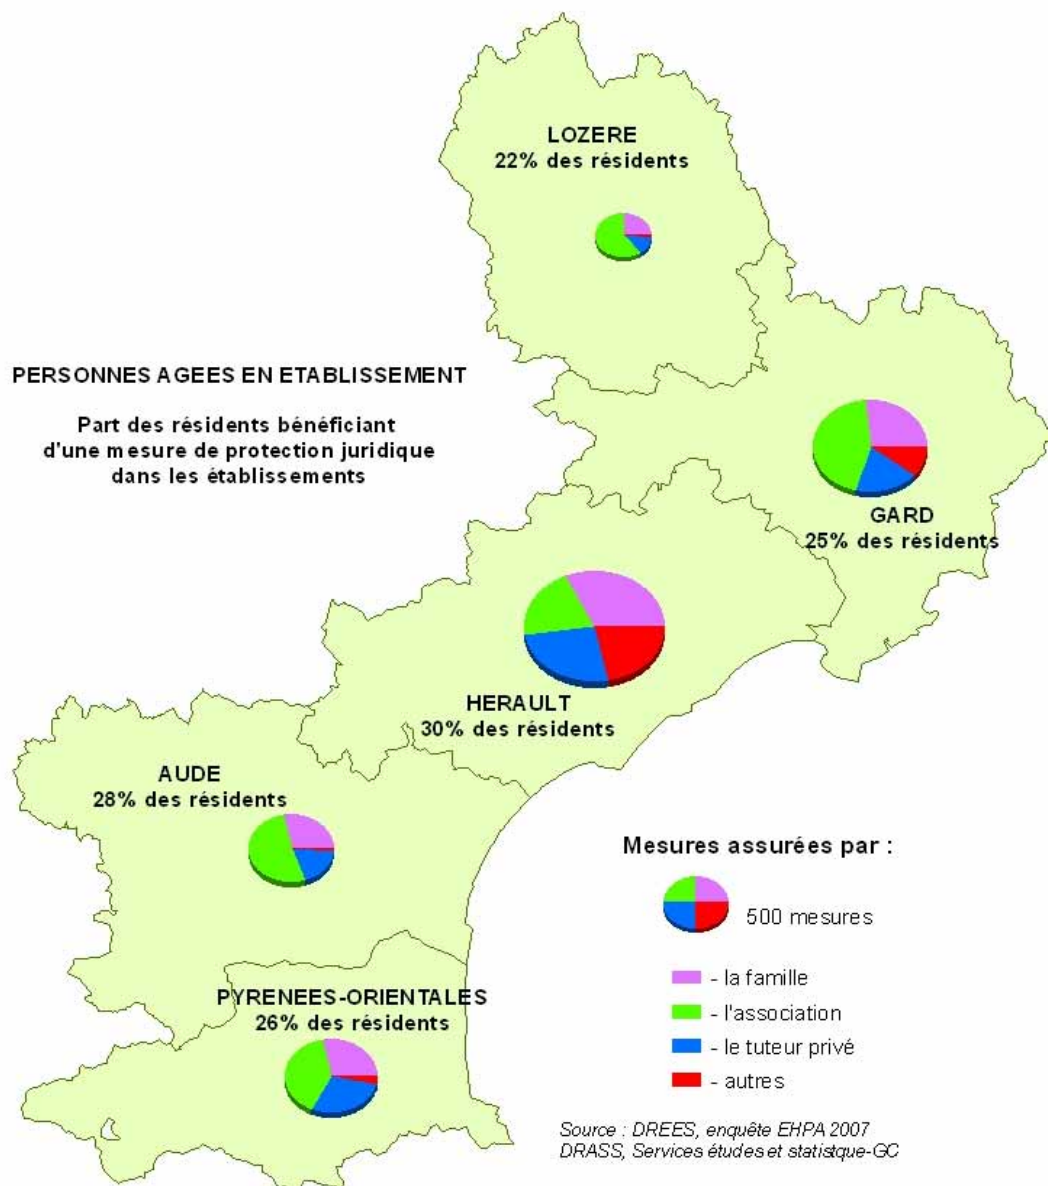 LOZERE
22% des résidents
PERSONNES AGEES EN ETABLISSEMENT
Part des résidents bénéficiant
d'une mesure de protection juridique
dans les établissements
GARD
25% des résidents
HERAULT
30% des résidents
AUDE
28% des résidents
Mesures assurées par :
500 mesures
- la famille
- l'association
- le tuteur privé
- autres
PYRENEES-ORIENTALES
26% des résidents
Source : DREES, enquête EHPA 2007
DRASS, Services études et statistque-GC